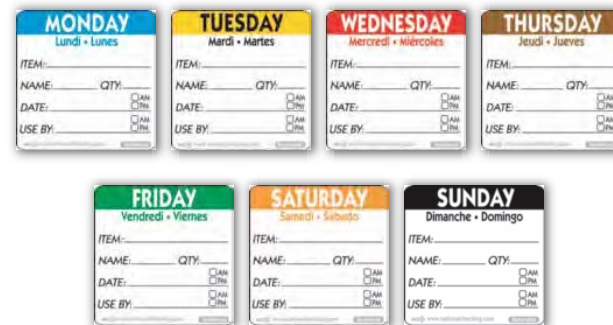 MONDAY
Lundi • Lunes
ITEM:
NAME: QTY:
DATE: AM
PM
USE BY: AM
PM
TUESDAY
Mardi • Martes
ITEM:
NAME: QTY:
DATE: AM
PM
USE BY: AM
PM
WEDNESDAY
Mercredi • Miércoles
ITEM:
NAME: QTY:
DATE: AM
PM
USE BY: AM
PM
THURSDAY
Jeudi • Jueves
ITEM:
NAME: QTY:
DATE: AM
PM
USE BY: AM
PM
FRIDAY
Vendredi • Viernes
ITEM:
NAME: QTY:
DATE: AM
PM
USE BY: AM
PM
SATURDAY
Samedi • Sábado
ITEM:
NAME: QTY:
DATE: AM
PM
USE BY: AM
PM
SUNDAY
Dimanche • Domingo
ITEM:
NAME: QTY:
DATE: AM
PM
USE BY: AM
PM
www.nationalchecking.com